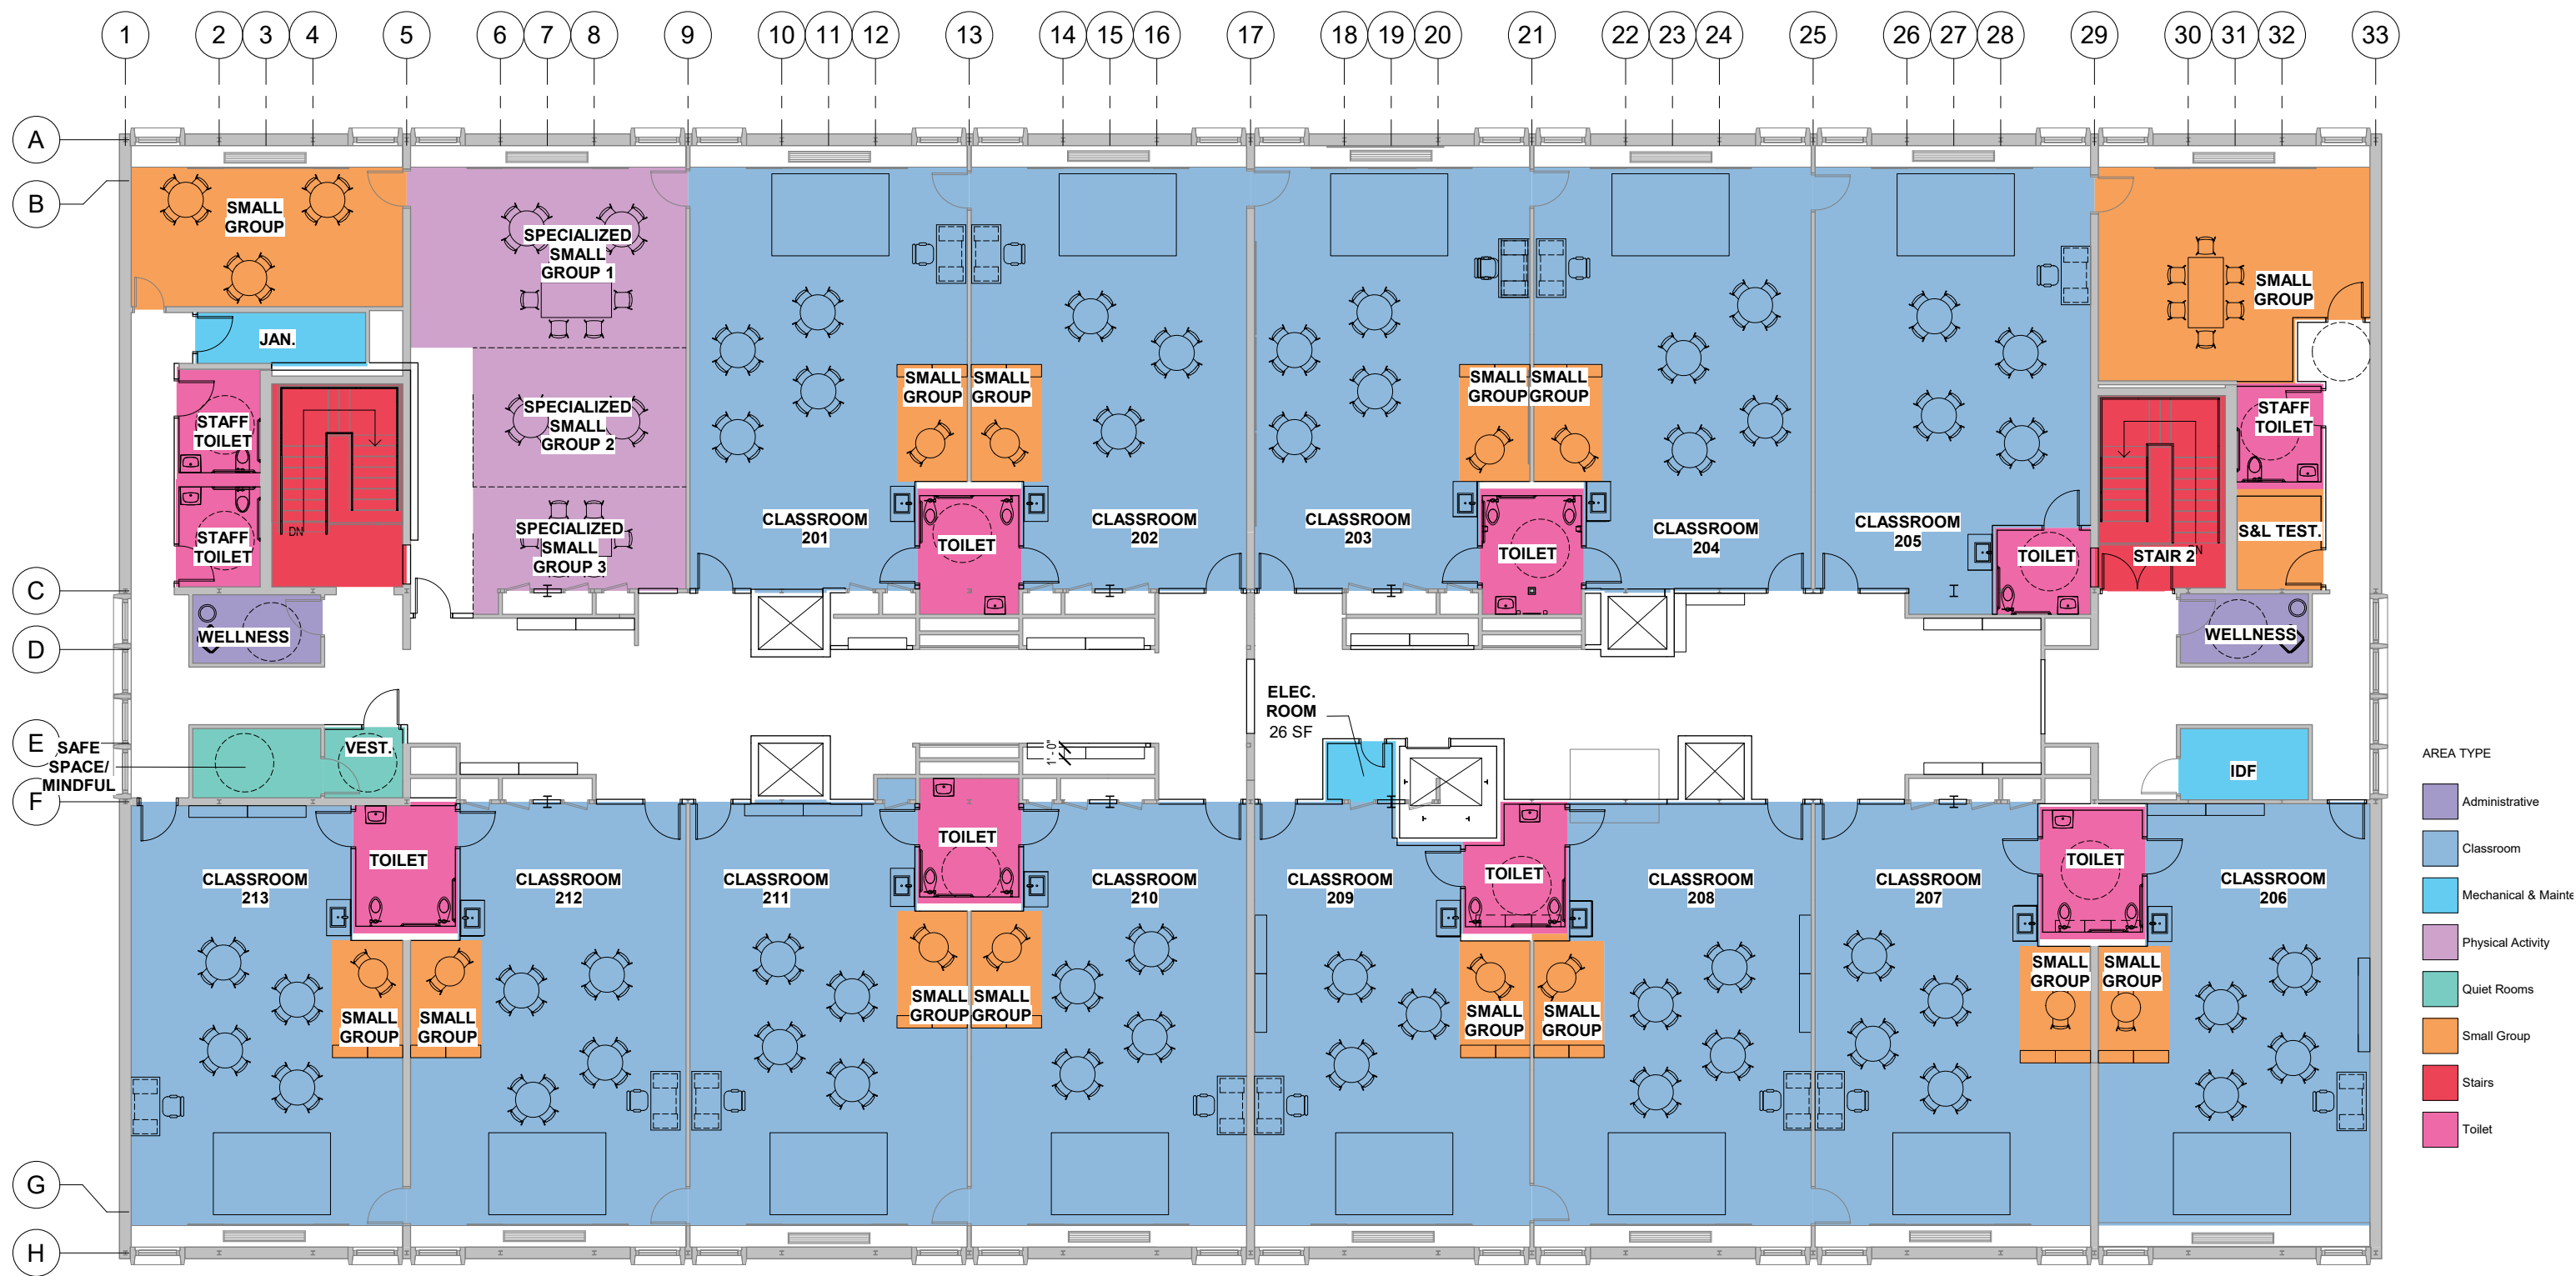 1 2 3 4 5 6 7 8 9 10 11 12 13 14 15 16 17 18 19 20 21 22 23 24 25 26 27 28 29 30 31 32 33
A
B
C
D
E
F
G
H
SMALL
GROUP
JAN.
STAFF
TOILET
STAFF
TOILET
DN
WELLNESS
SPECIALIZED
SMALL
GROUP 1
SPECIALIZED
SMALL
GROUP 2
SPECIALIZED
SMALL
GROUP 3
CLASSROOM
201
SMALL
GROUP
SMALL
GROUP
TOILET
CLASSROOM
202
CLASSROOM
203
SMALL
GROUP
SMALL
GROUP
TOILET
CLASSROOM
204
CLASSROOM
205
TOILET
SMALL
GROUP
STAFF
TOILET
S&L TEST.
STAIR 2
WELLNESS
SAFE
SPACE/
MINDFUL
VEST.
1' - 0"
ELEC.
ROOM
26 SF
IDF
CLASSROOM
213
TOILET
CLASSROOM
212
SMALL
GROUP
SMALL
GROUP
CLASSROOM
211
TOILET
CLASSROOM
210
SMALL
GROUP
SMALL
GROUP
CLASSROOM
209
TOILET
CLASSROOM
208
SMALL
GROUP
SMALL
GROUP
CLASSROOM
207
TOILET
CLASSROOM
206
SMALL
GROUP
SMALL
GROUP
AREA TYPE
Administrative
Classroom
Mechanical & Mainte
Physical Activity
Quiet Rooms
Small Group
Stairs
Toilet